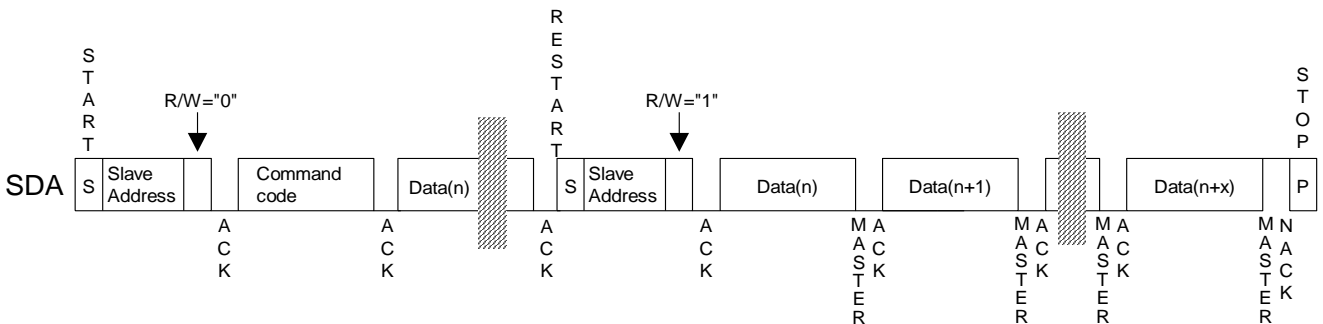 START
RESTART
STOP
R/W="0"
R/W="1"
SDA
S
Slave
Address
Command
code
Data(n)
S
Slave
Address
Data(n)
Data(n+1)
Data(n+x)
P
ACK
ACK
ACK
ACK
MASTER
ACK
MASTER
ACK
MASTER
ACK
MASTER
NACK